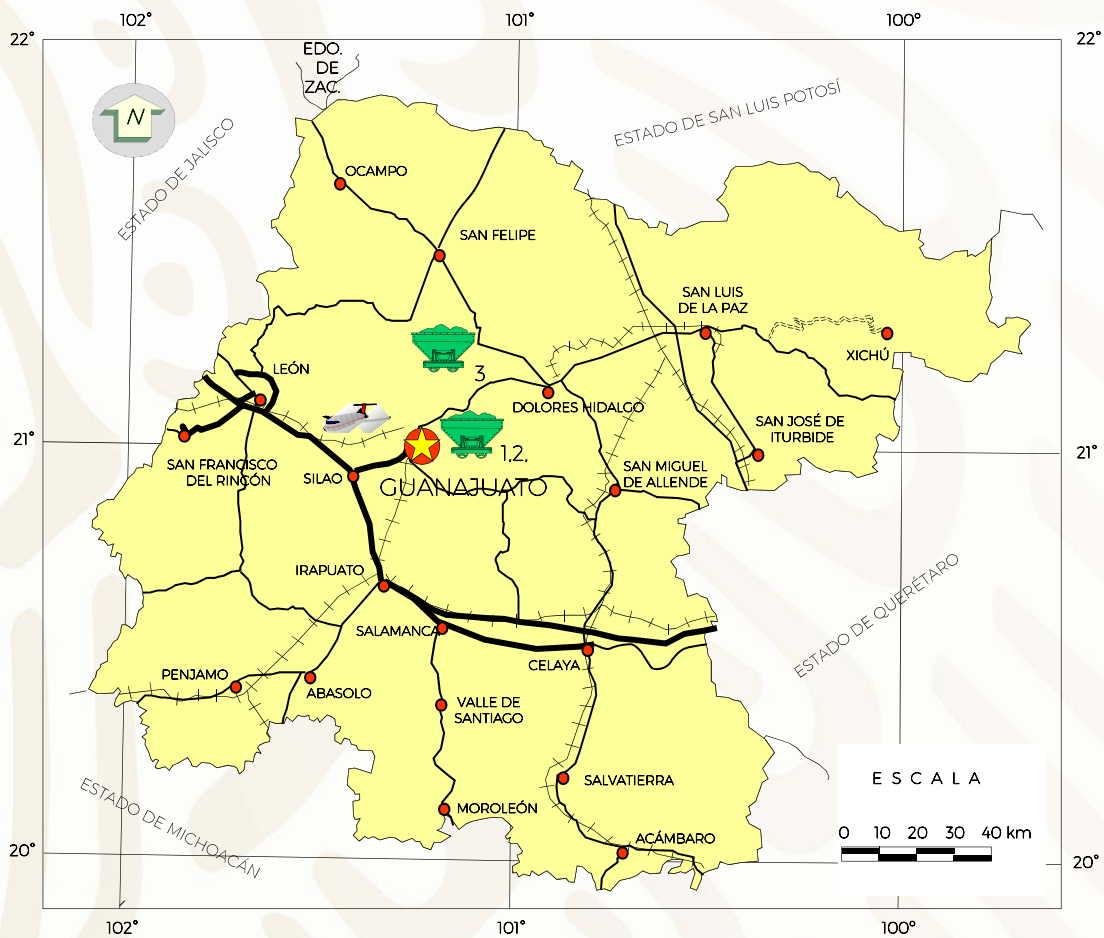 102°
101°
100°
22°
22°
EDO.
DE
ZAC.
N
ESTADO DE SAN LUIS POTOSÍ
ESTADO DE JALISCO
OCAMPO
SAN FELIPE
SAN LUIS
DE LA PAZ
XICHÚ
3
LEÓN
DOLORES HIDALGO
SAN JOSÉ DE
ITURBIDE
21°
21°
1,2,
SAN FRANCISCO
DEL RINCÓN
SILAO
GUANAJUATO
SAN MIGUEL
DE ALLENDE
IRAPUATO
ESTADO DE QUERÉTARO
SALAMANCA
CELAYA
PENJAMO
ABASOLO
VALLE DE
SANTIAGO
ESCALA
SALVATIERRA
ESTADO DE MICHOACÁN
MOROLEÓN
0 10 20 30 40 km
ACÁMBARO
20°
20°
102°
101°
100°